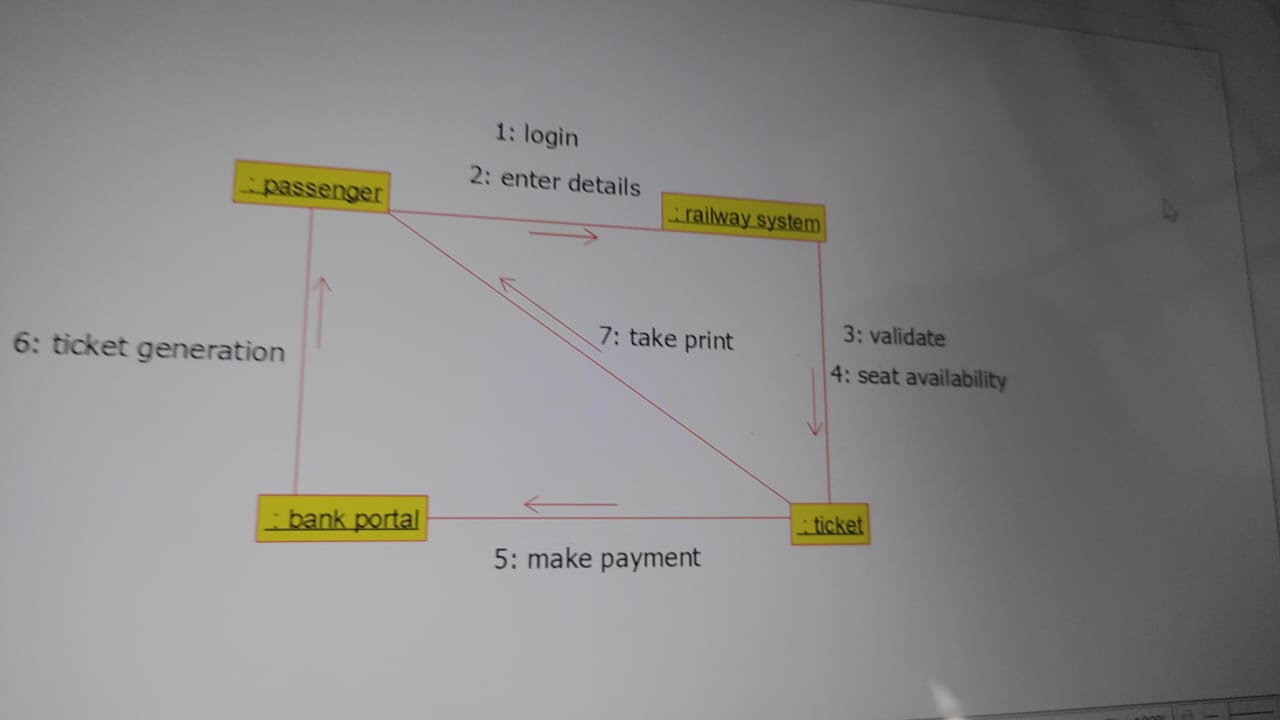 1: login
2: enter details
: passenger
: railway system
6: ticket generation
7: take print
3: validate
4: seat availability
: bank portal
: ticket
5: make payment